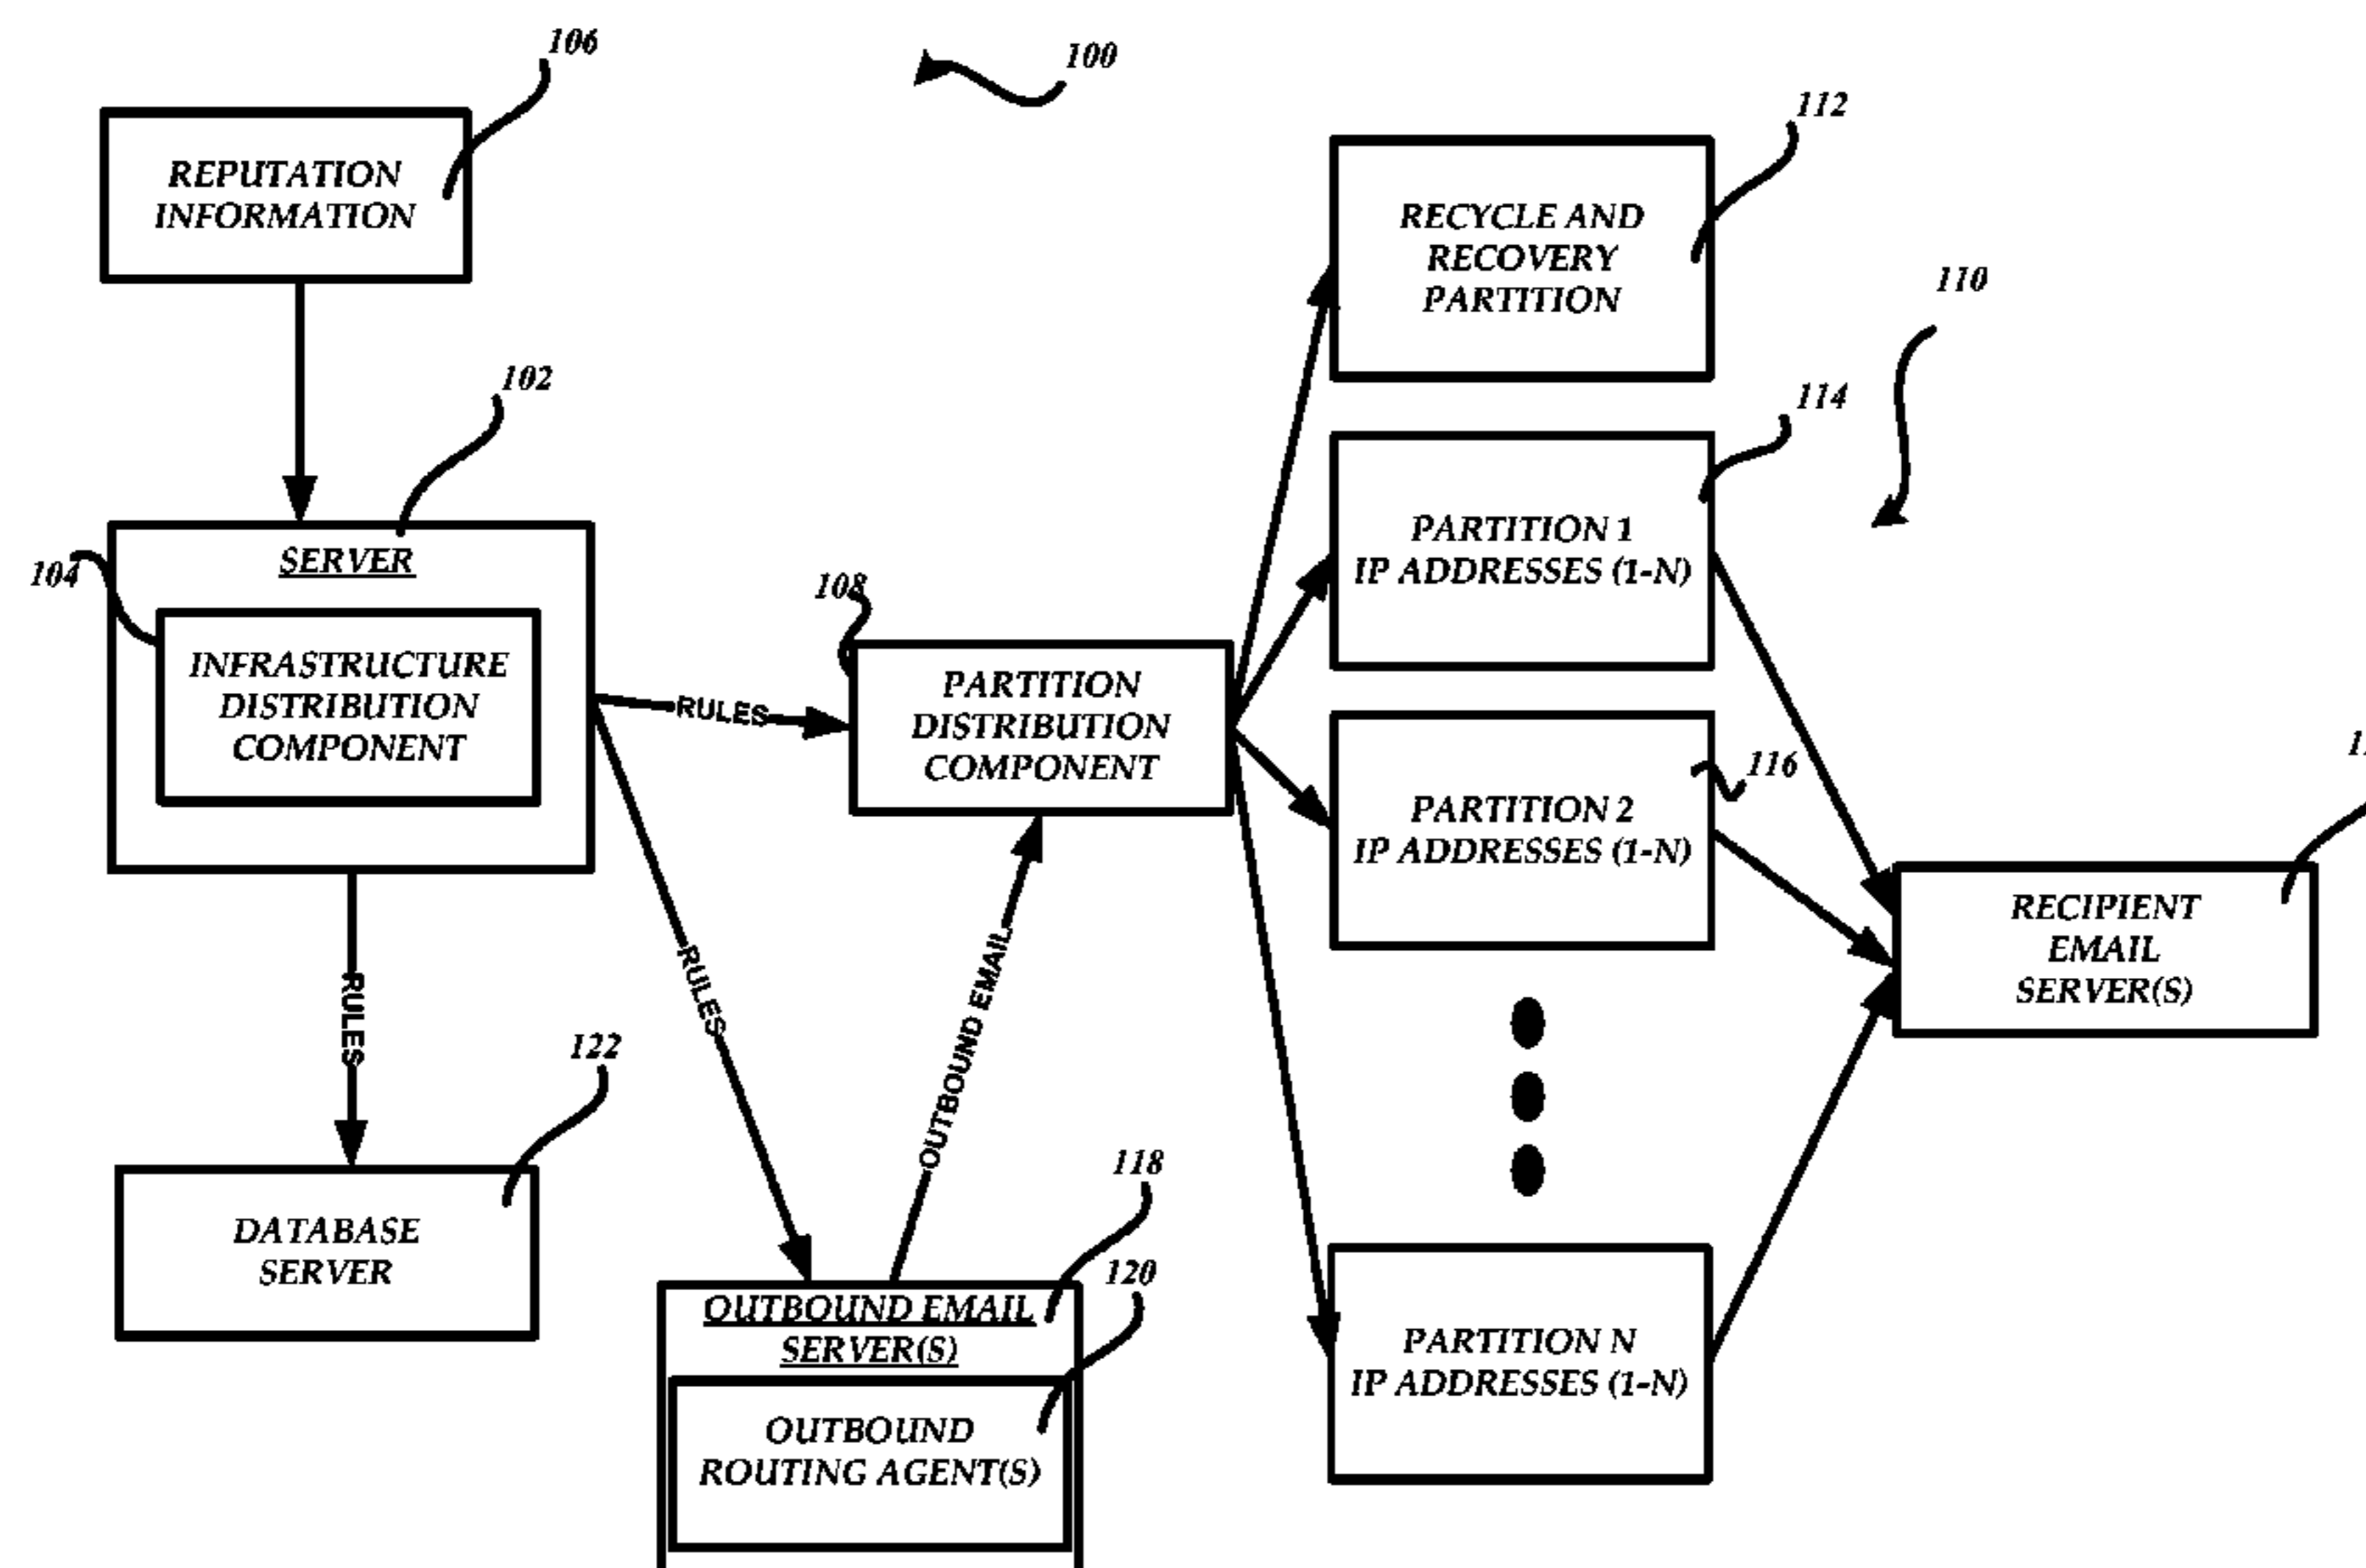 106
100
112
REPUTATION
INFORMATION
RECYCLE AND
RECOVERY
PARTITION
110
102
114
104
SERVER
INFRASTRUCTURE
DISTRIBUTION
COMPONENT
108
RULES
PARTITION
DISTRIBUTION
COMPONENT
PARTITION 1
IP ADDRESSES (1-N)
116
PARTITION 2
IP ADDRESSES (1-N)
RECIPIENT
EMAIL
SERVER(S)
RULES
RULES
OUTBOUND EMAIL
122
DATABASE
SERVER
118
120
OUTBOUND EMAIL
SERVER(S)
OUTBOUND
ROUTING AGENT(S)
PARTITION N
IP ADDRESSES (1-N)